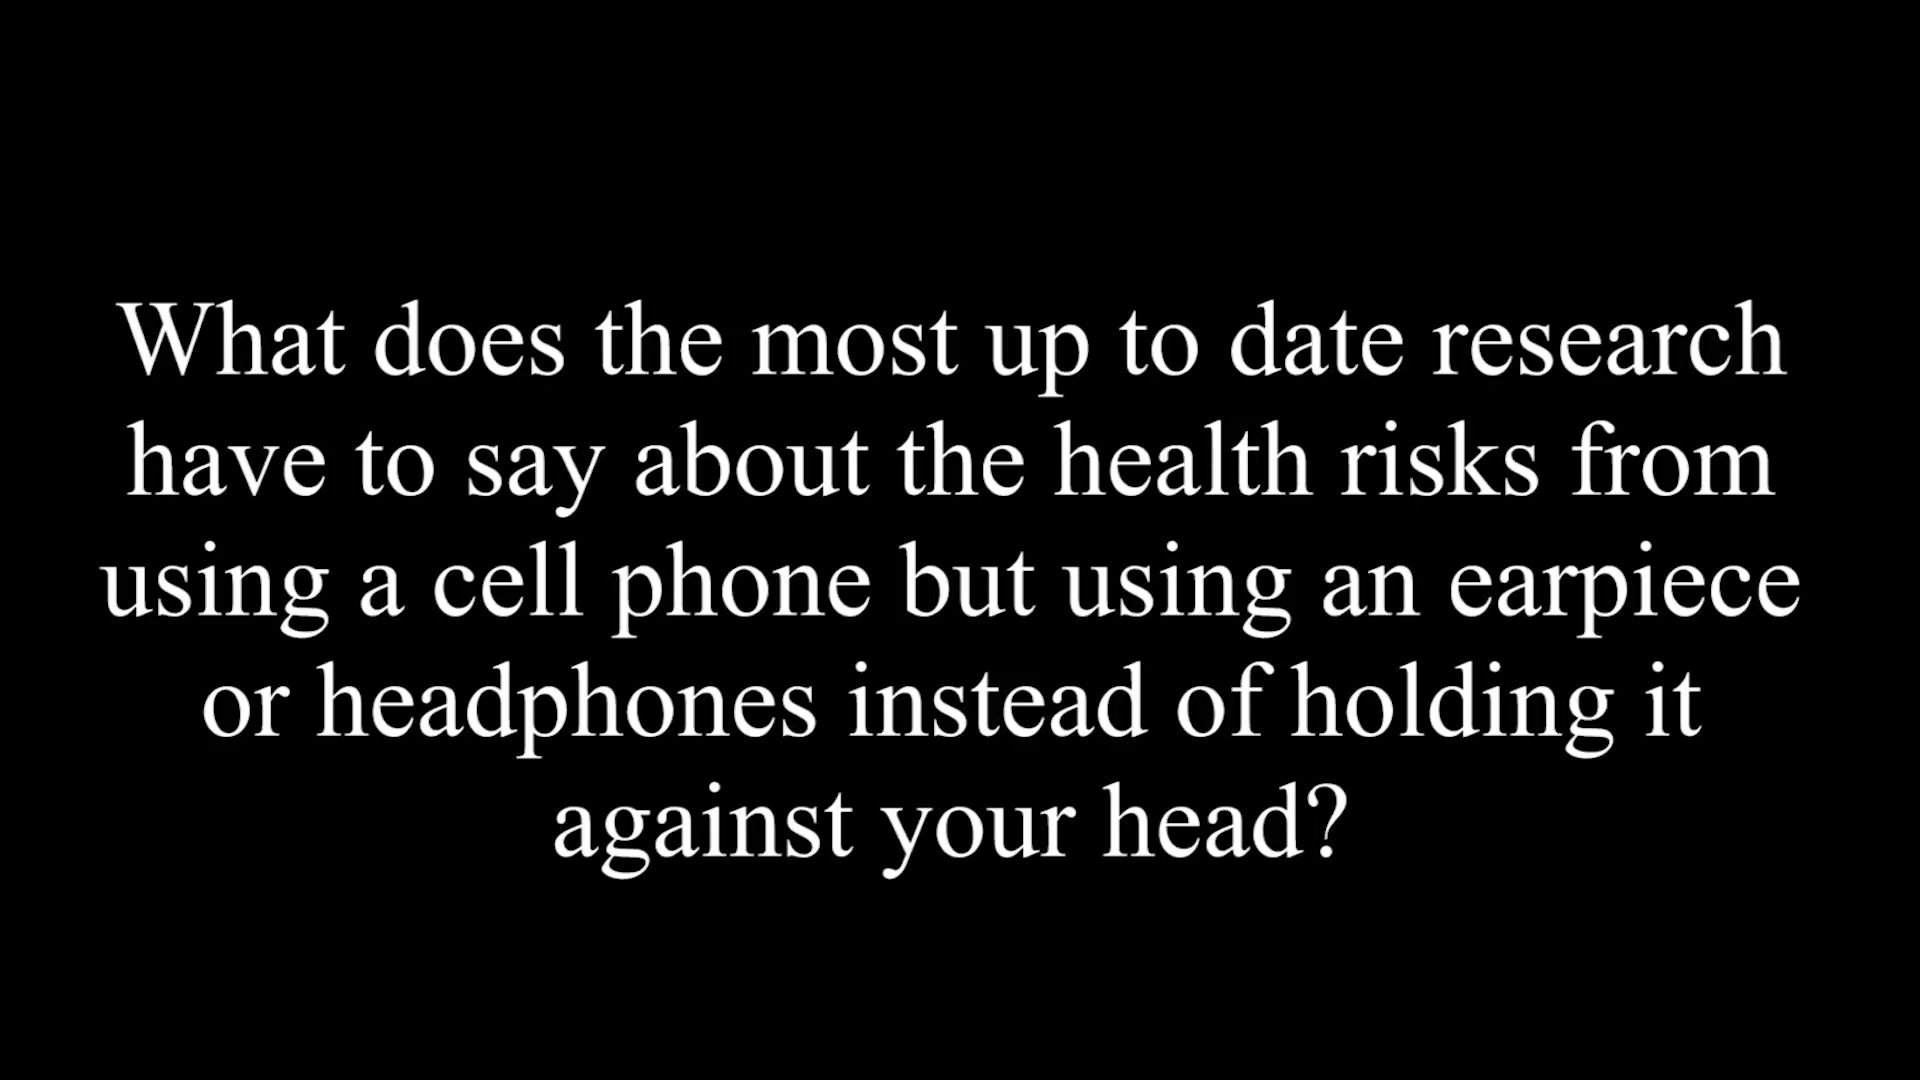 What does the most up to date research
have to say about the health risks from
using a cell phone but using an earpiece
or headphones instead of holding it
against your head?